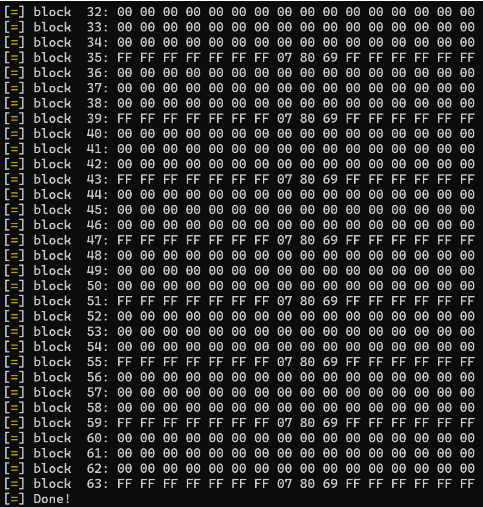 [=] block  32: 00 00 00 00 00 00 00 00 00 00 00 00 00 00 00 00
[=] block  33: 00 00 00 00 00 00 00 00 00 00 00 00 00 00 00 00
[=] block  34: 00 00 00 00 00 00 00 00 00 00 00 00 00 00 00 00
[=] block  35: FF FF FF FF FF FF FF 07 80 69 FF FF FF FF FF FF
[=] block  36: 00 00 00 00 00 00 00 00 00 00 00 00 00 00 00 00
[=] block  37: 00 00 00 00 00 00 00 00 00 00 00 00 00 00 00 00
[=] block  38: 00 00 00 00 00 00 00 00 00 00 00 00 00 00 00 00
[=] block  39: FF FF FF FF FF FF FF 07 80 69 FF FF FF FF FF FF
[=] block  40: 00 00 00 00 00 00 00 00 00 00 00 00 00 00 00 00
[=] block  41: 00 00 00 00 00 00 00 00 00 00 00 00 00 00 00 00
[=] block  42: 00 00 00 00 00 00 00 00 00 00 00 00 00 00 00 00
[=] block  43: FF FF FF FF FF FF FF 07 80 69 FF FF FF FF FF FF
[=] block  44: 00 00 00 00 00 00 00 00 00 00 00 00 00 00 00 00
[=] block  45: 00 00 00 00 00 00 00 00 00 00 00 00 00 00 00 00
[=] block  46: 00 00 00 00 00 00 00 00 00 00 00 00 00 00 00 00
[=] block  47: FF FF FF FF FF FF FF 07 80 69 FF FF FF FF FF FF
[=] block  48: 00 00 00 00 00 00 00 00 00 00 00 00 00 00 00 00
[=] block  49: 00 00 00 00 00 00 00 00 00 00 00 00 00 00 00 00
[=] block  50: 00 00 00 00 00 00 00 00 00 00 00 00 00 00 00 00
[=] block  51: FF FF FF FF FF FF FF 07 80 69 FF FF FF FF FF FF
[=] block  52: 00 00 00 00 00 00 00 00 00 00 00 00 00 00 00 00
[=] block  53: 00 00 00 00 00 00 00 00 00 00 00 00 00 00 00 00
[=] block  54: 00 00 00 00 00 00 00 00 00 00 00 00 00 00 00 00
[=] block  55: FF FF FF FF FF FF FF 07 80 69 FF FF FF FF FF FF
[=] block  56: 00 00 00 00 00 00 00 00 00 00 00 00 00 00 00 00
[=] block  57: 00 00 00 00 00 00 00 00 00 00 00 00 00 00 00 00
[=] block  58: 00 00 00 00 00 00 00 00 00 00 00 00 00 00 00 00
[=] block  59: FF FF FF FF FF FF FF 07 80 69 FF FF FF FF FF FF
[=] block  60: 00 00 00 00 00 00 00 00 00 00 00 00 00 00 00 00
[=] block  61: 00 00 00 00 00 00 00 00 00 00 00 00 00 00 00 00
[=] block  62: 00 00 00 00 00 00 00 00 00 00 00 00 00 00 00 00
[=] block  63: FF FF FF FF FF FF FF 07 80 69 FF FF FF FF FF FF
[=] Done!